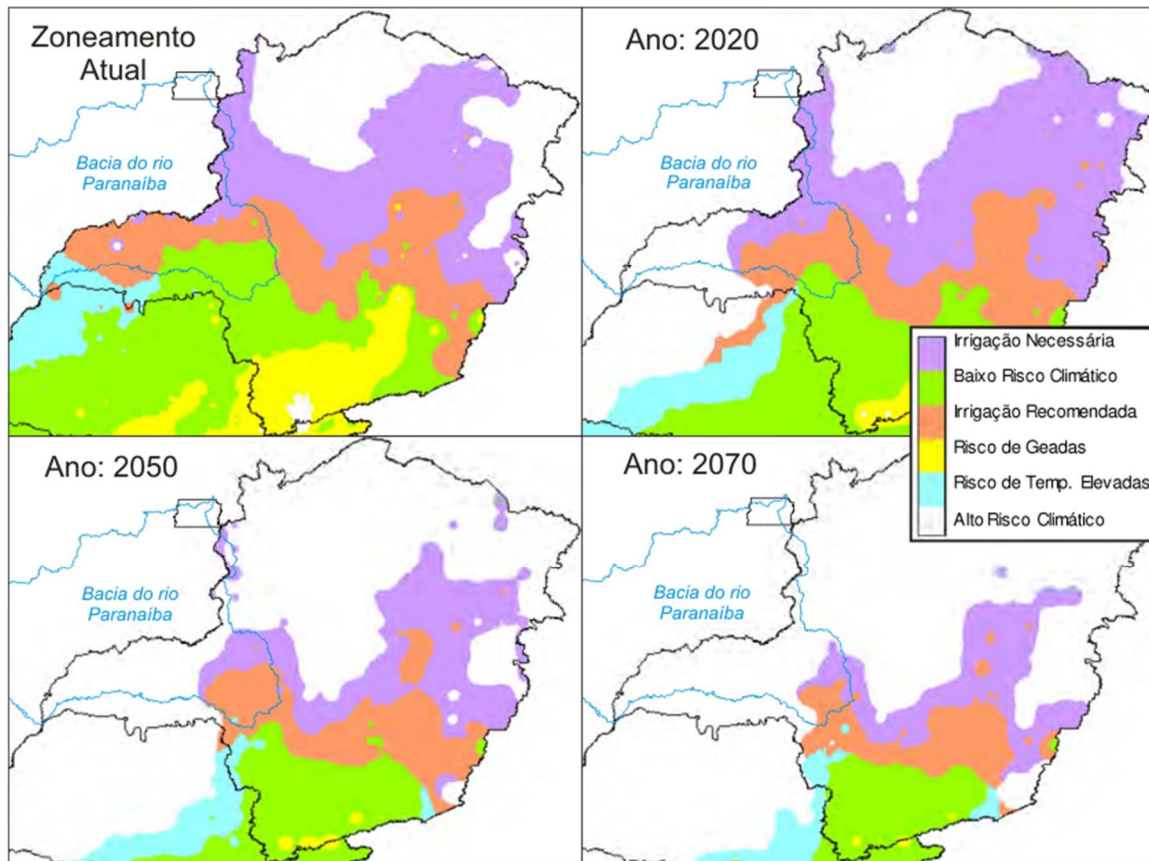 Zoneamento
Atual
Bacia do rio
Paranaíba
Ano: 2020
Bacia do rio
Paranaíba
Irrigação Necessária
Baixo Risco Climático
Irrigação Recomendada
Risco de Geadas
Risco de Temp. Elevadas
Alto Risco Climático
Ano: 2050
Bacia do rio
Paranaíba
Ano: 2070
Bacia do rio
Paranaíba